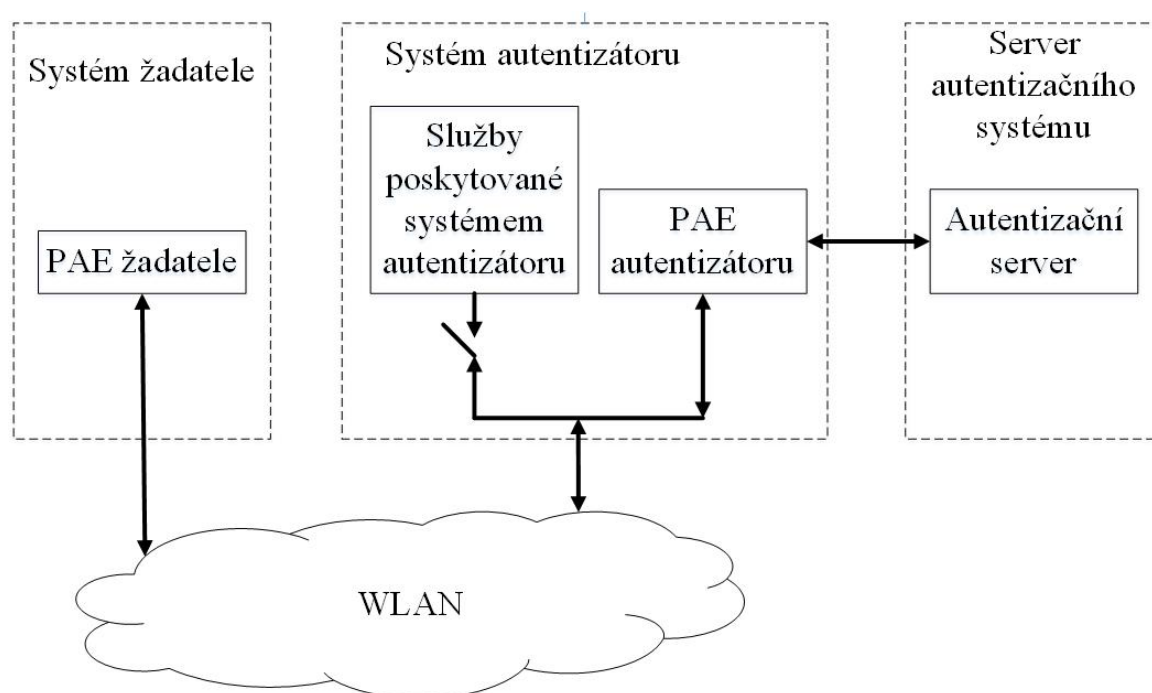 Systém žadatele
PAE žadatele
Systém autentizátoru
Služby
poskytované
systémem
autentizátoru
PAE
autentizátoru
Server
autentizačního
systému
Autentizační
server
WLAN